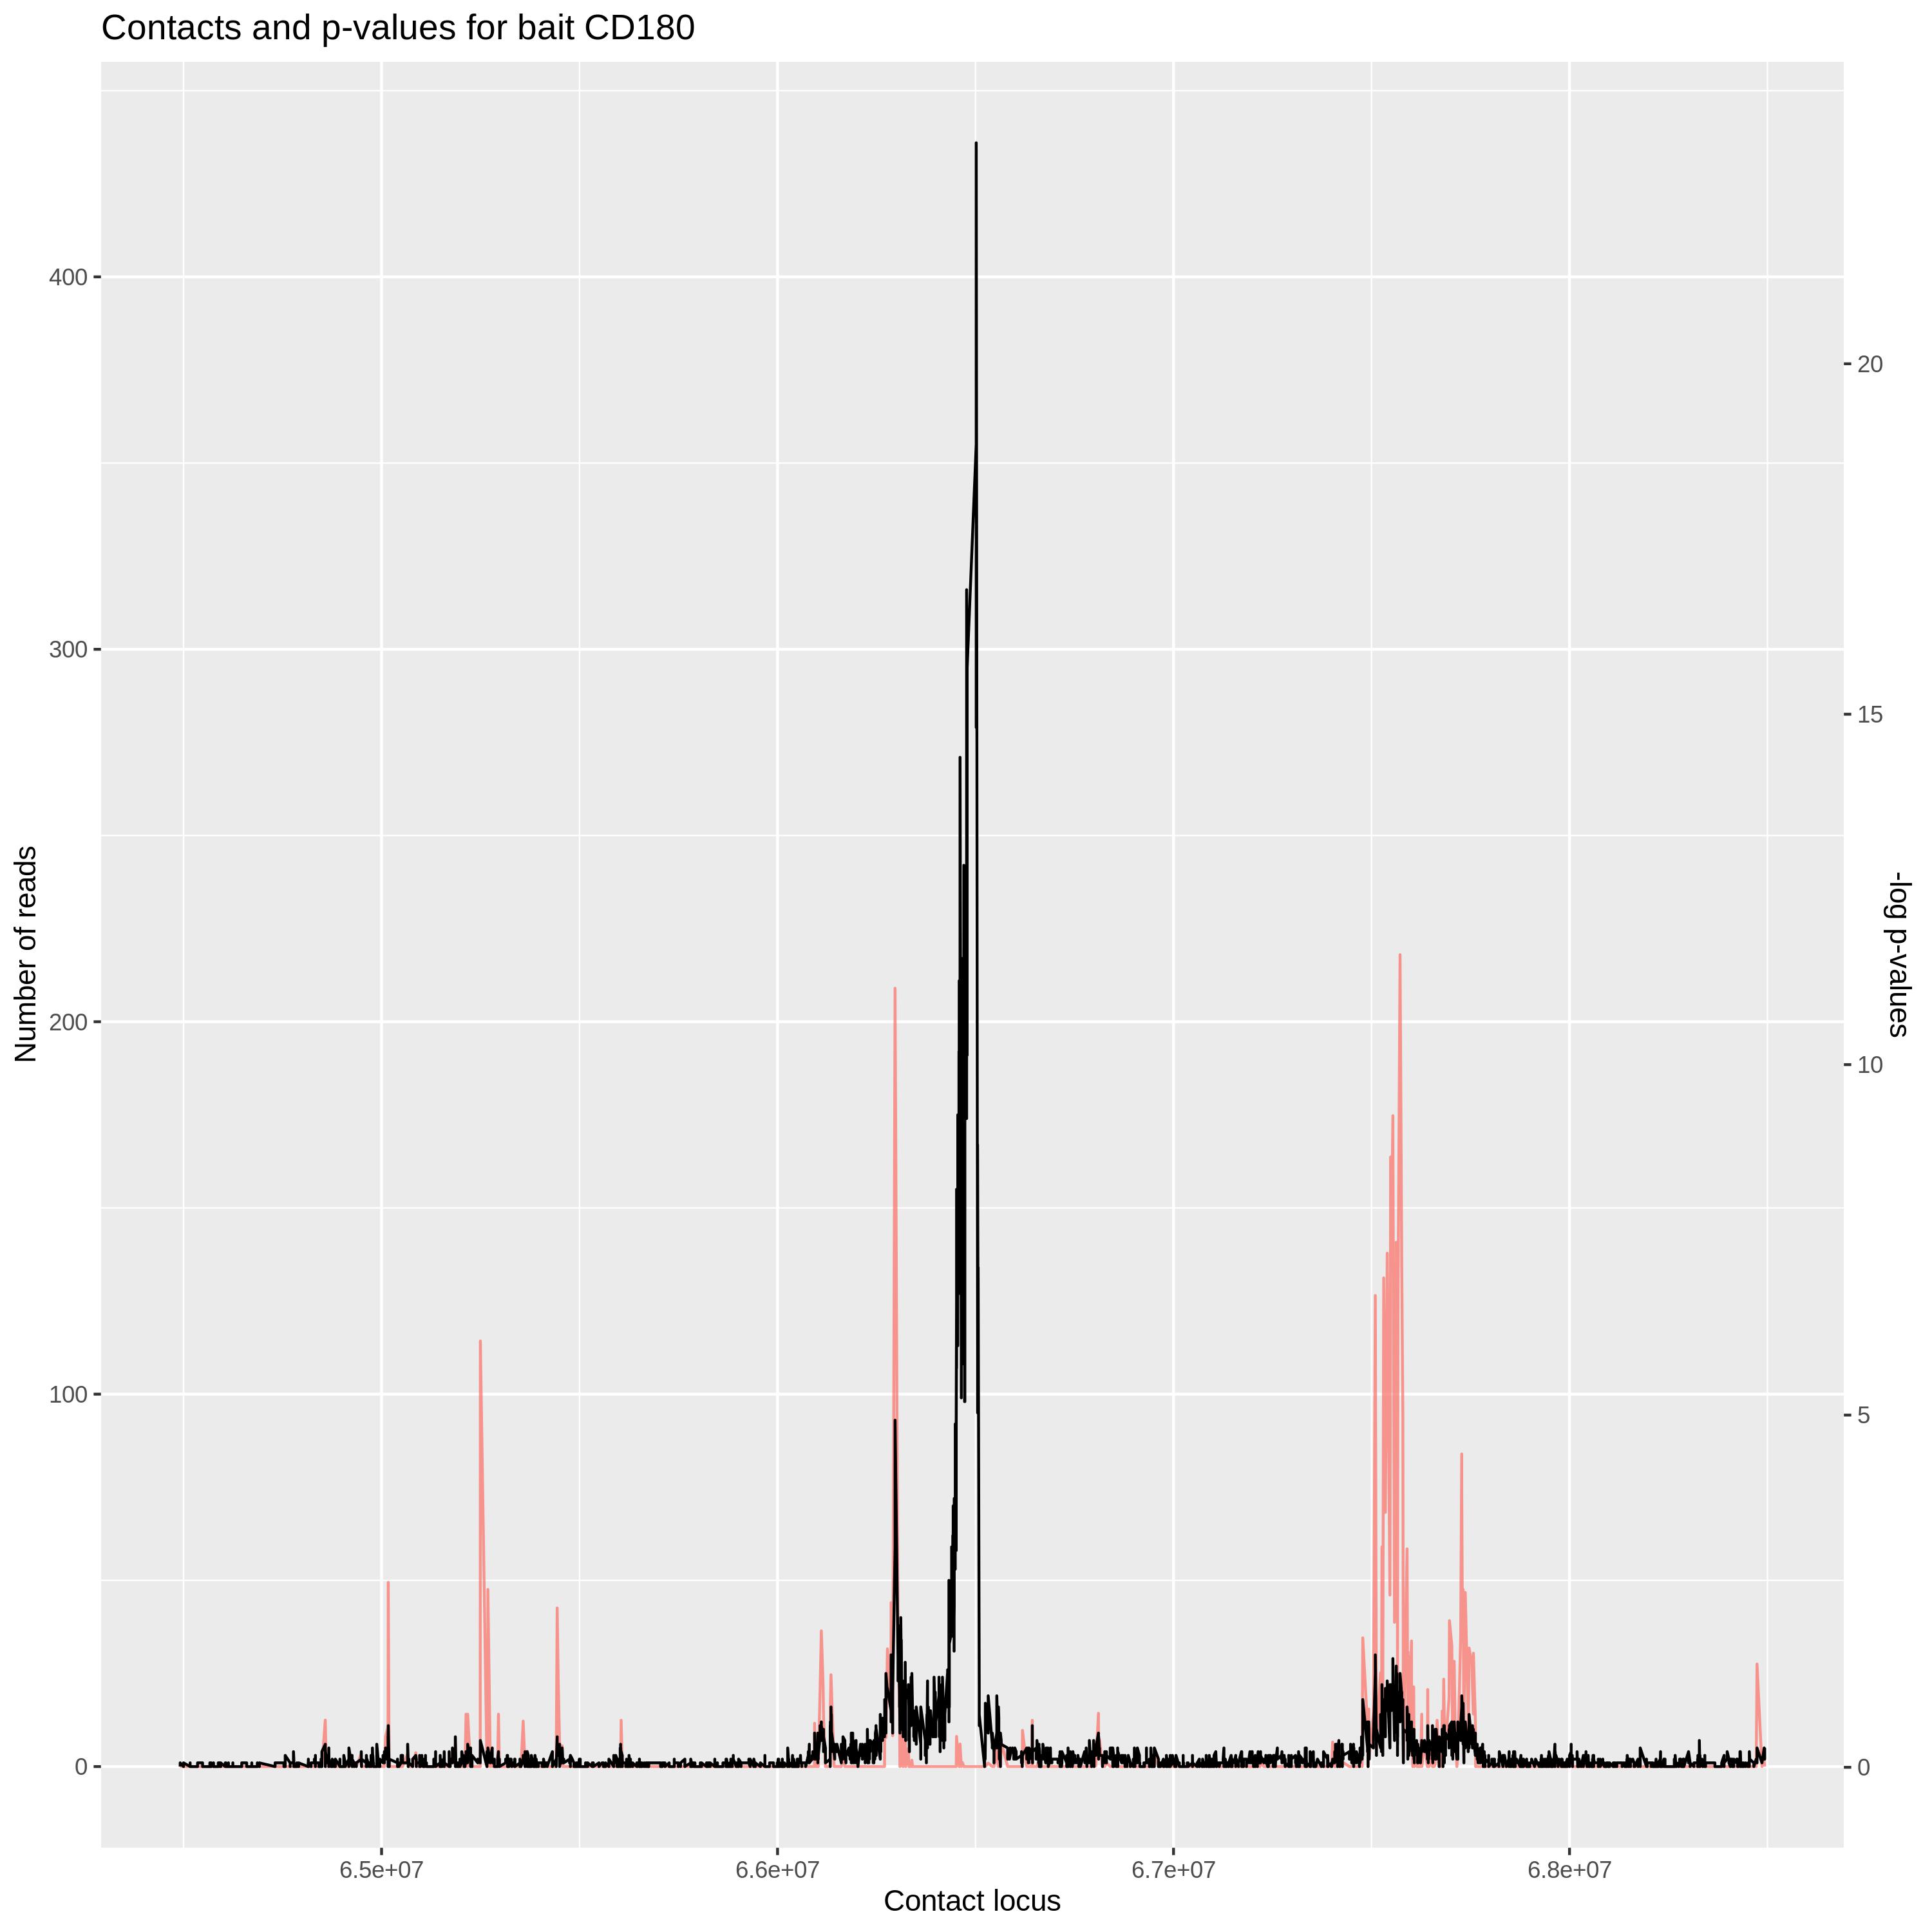 Contacts and p-values for bait CD180
Number of reads
400
300
200
100
0
20
15
10
5
0
-log p-values
6.5e+07
6.6e+07
6.7e+07
6.8e+07
Contact locus